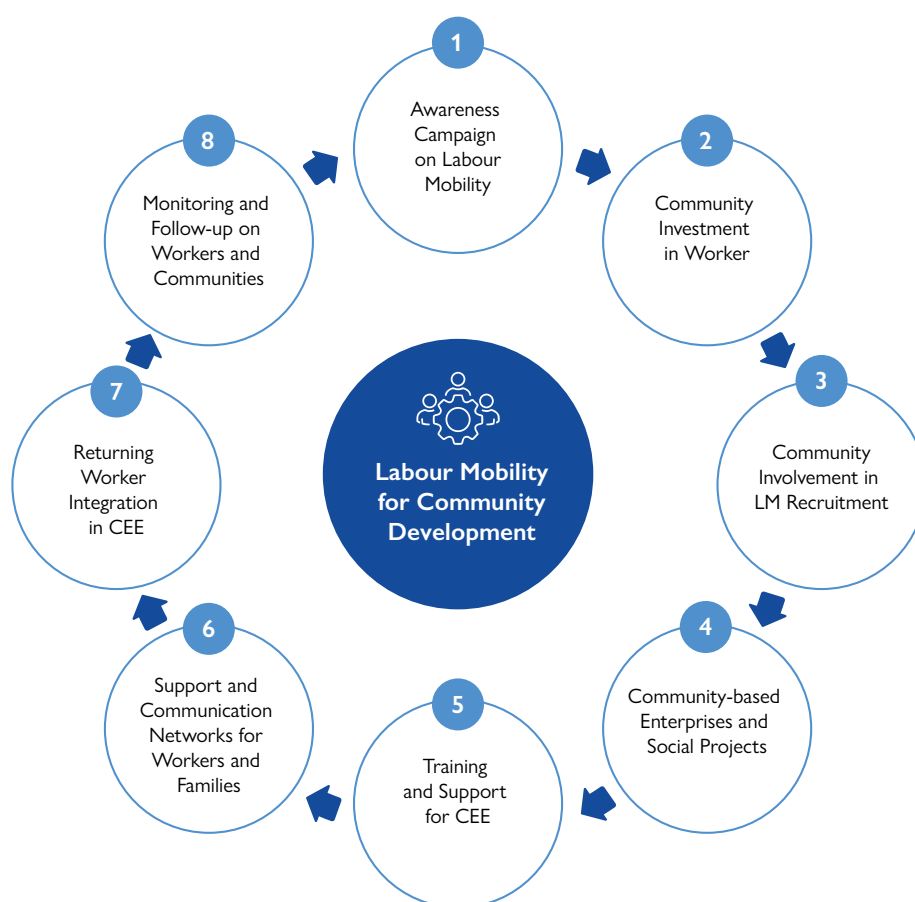 1
Awareness
Campaign
on Labour
Mobility
2
Community
Investment
in Worker
3
Community
Involvement in
LM Recruitment
4
Community-based
Enterprises and
Social Projects
5
Training
and Support
for CEE
6
Support and
Communication
Networks for
Workers and
Families
7
Returning
Worker
Integration
in CEE
8
Monitoring and
Follow-up on
Workers and
Communities
Labour Mobility
for Community
Development